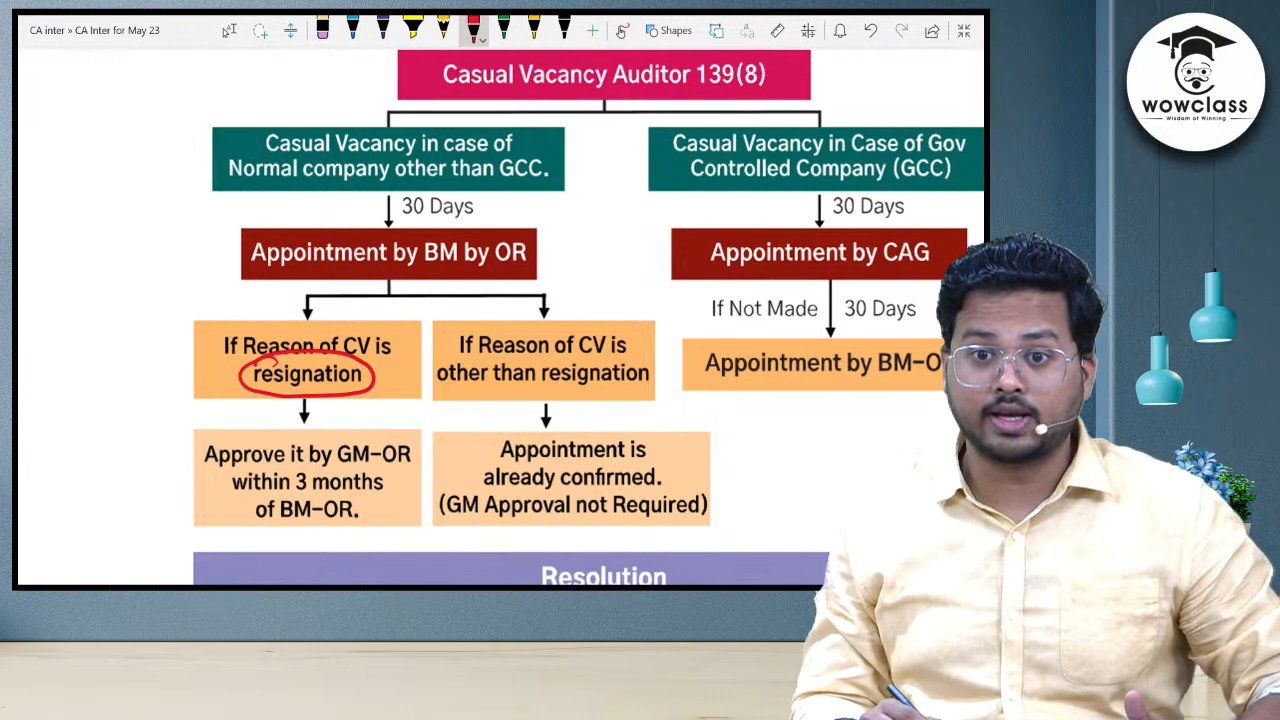 CA inter » CA Inter for May 23
Shapes
wowclass
Wisdom of Winning
Casual Vacancy Auditor 139(8)
Casual Vacancy in case of
Normal company other than GCC.
30 Days
Appointment by BM by OR
If Reason of CV is
resignation
Approve it by GM-OR
within 3 months
of BM-OR.
If Reason of CV is
other than resignation
Appointment is
already confirmed.
(GM Approval not Required)
Casual Vacancy in Case of Gov
Controlled Company (GCC)
30 Days
Appointment by CAG
If Not Made
30 Days
Appointment by BM-O
Resolution